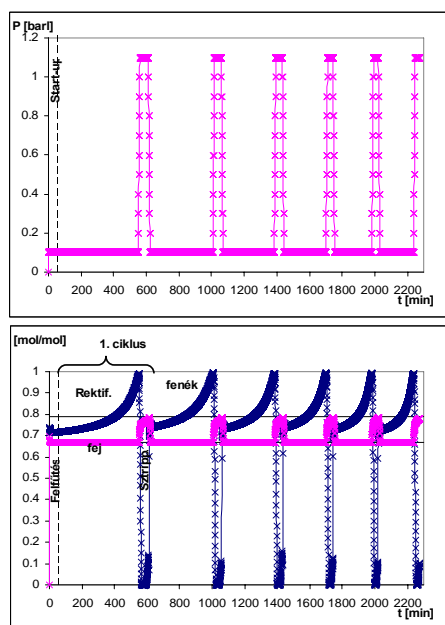 P [barl]
1.2
1
0.8
0.6
0.4
0.2
0
Start-up
0 200 400 600 800 1000 1200 1400 1600 1800 2000 2200
t [min]
[mol/mol]
1. ciklus
1
0.9
0.8
0.7
0.6
0.5
0.4
0.3
0.2
0.1
0
Rektif.
fenék
fej
Felfűtés
Sztripp
0 200 400 600 800 1000 1200 1400 1600 1800 2000 2200
t [min]